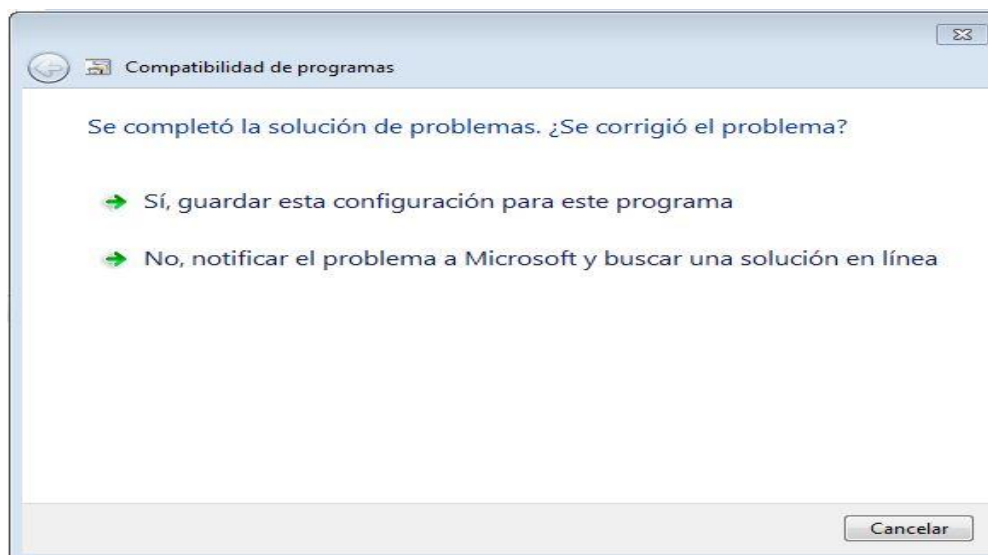 Compatibilidad de programas
Se completó la solución de problemas. ¿Se corrigió el problema?
Sí, guardar esta configuración para este programa
No, notificar el problema a Microsoft y buscar una solución en línea
Cancelar